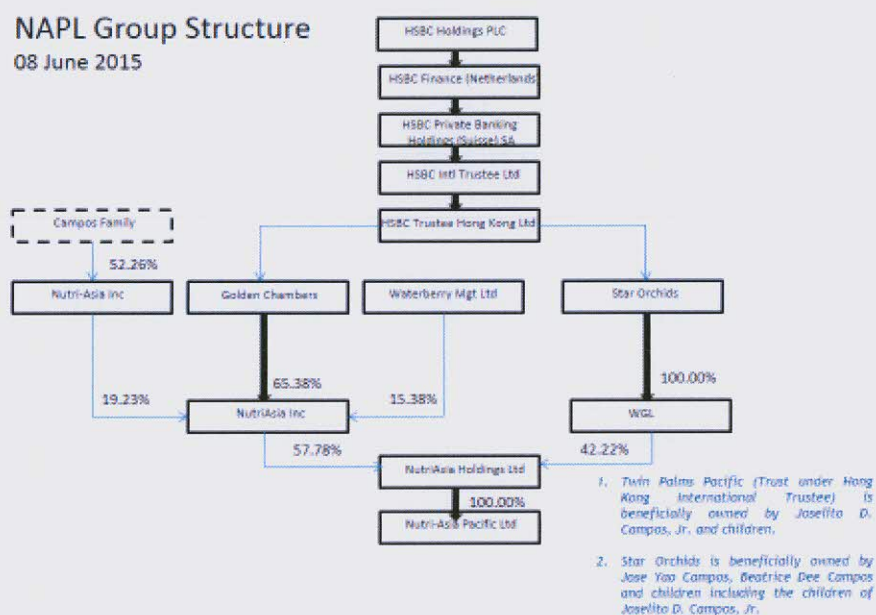 NAPL Group Structure
08 June 2015
HSBC Holdings PLC
HSBC Finance (Netherlands
HSBC Private Banking
Holdings (Suisse) SA
HSBC Intl Trustee Ltd
HSBC Trustee Hong Kong Ltd
Campos Family
52.26%
Nutri-Asia Inc
Golden Chambers
Waterberry Mgt Ltd
Star Orchids
65.38%
100.00%
19.23%
15.38%
NutriAsia Inc
WGL
57.78%
42.22%
NutriAsia Holdings Ltd
100.00%
Nutri-Asia Pacific Ltd
1. Twin Palms Pacific (Trust under Hong
Kong International Trustee) is
beneficially owned by Joselito D.
Campos, Jr. and children.
2. Star Orchids is beneficially owned by
Jose Yao Campos, Beatrice Dee Campos
and children including the children of
Joselito D. Campos, Jr.